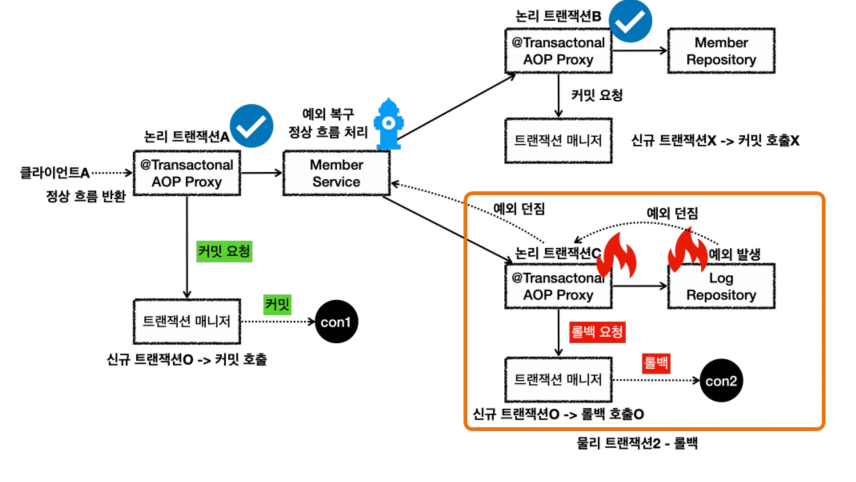 논리 트랜잭션B
@Transactonal
AOP Proxy
Member
Repository
커밋 요청
트랜잭션 매니저
신규 트랜잭션X -> 커밋 호출X
예외 복구
정상 흐름 처리
논리 트랜잭션A
클라이언트A
정상 흐름 반환
@Transactonal
AOP Proxy
Member
Service
커밋 요청
트랜잭션 매니저
커밋
con1
신규 트랜잭션O -> 커밋 호출
예외 던짐
예외 던짐
논리 트랜잭션C
예외 발생
@Transactonal
AOP Proxy
Log
Repository
롤백 요청
트랜잭션 매니저
롤백
con2
신규 트랜잭션O -> 롤백 호출O
물리 트랜잭션2 - 롤백